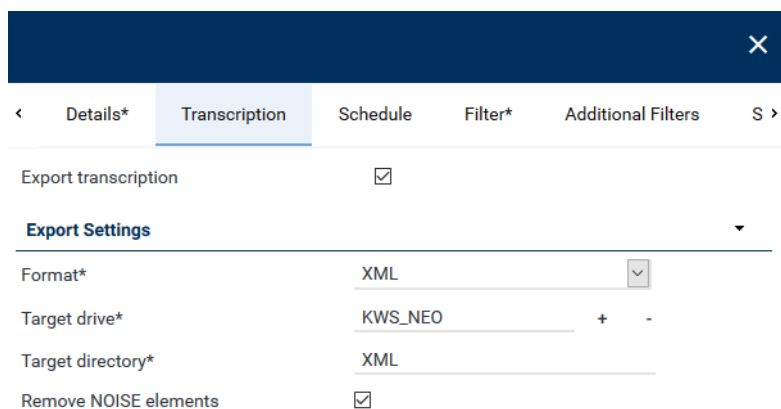 Details* Transcription Schedule Filter* Additional Filters S
Export transcription
Export Settings
Format* XML
Target drive* KWS_NEO + -
Target directory* XML
Remove NOISE elements